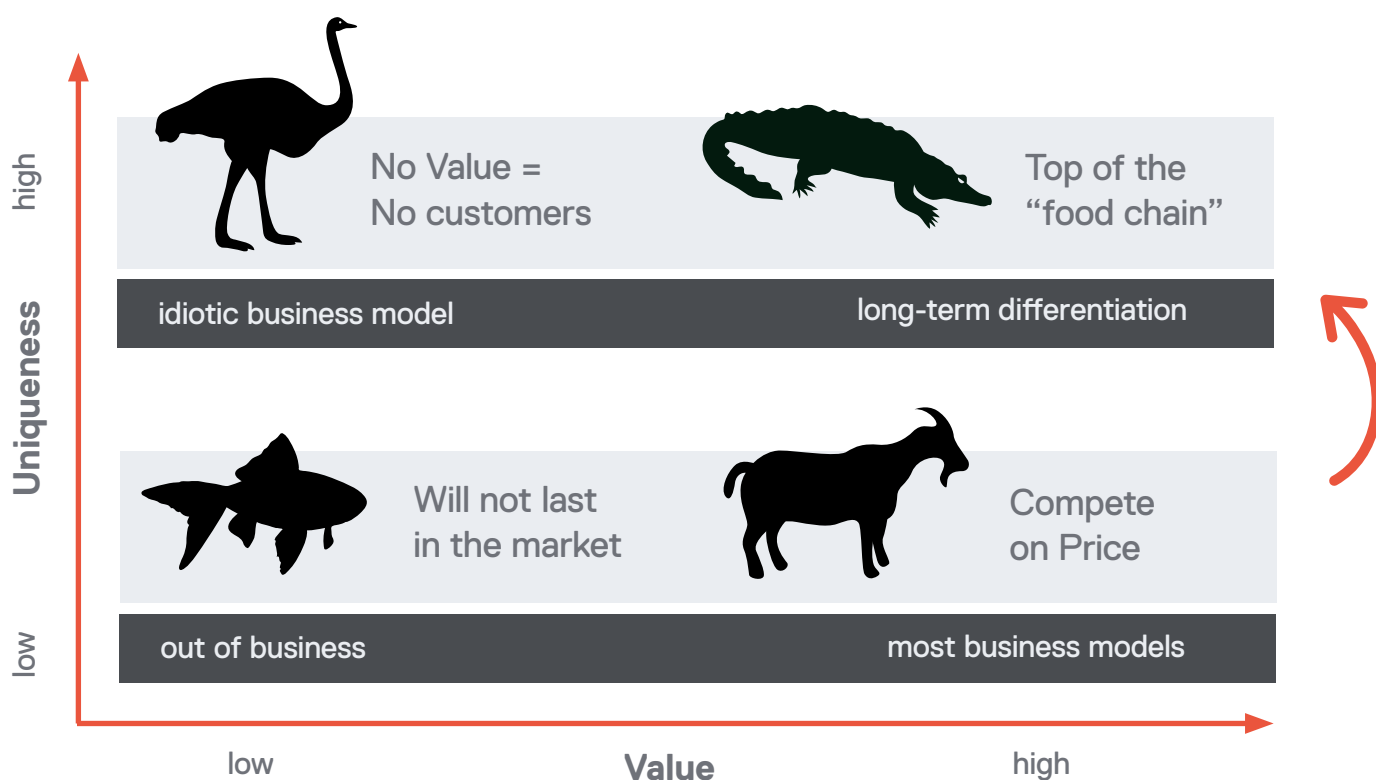 high
No Value =
No customers
Top of the
“food chain”
idiotic business model
long-term differentiation
Uniqueness
Will not last
in the market
Compete
on Price
low
out of business
most business models
low
Value
high